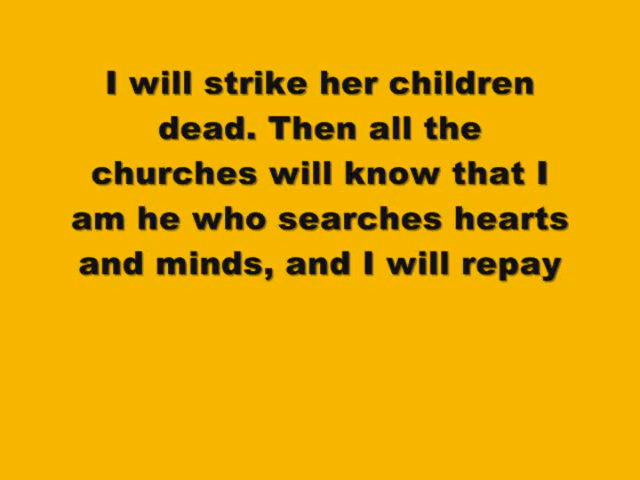 I will strike her children
dead. Then all the
churches will know that I
am he who searches hearts
and minds, and I will repay